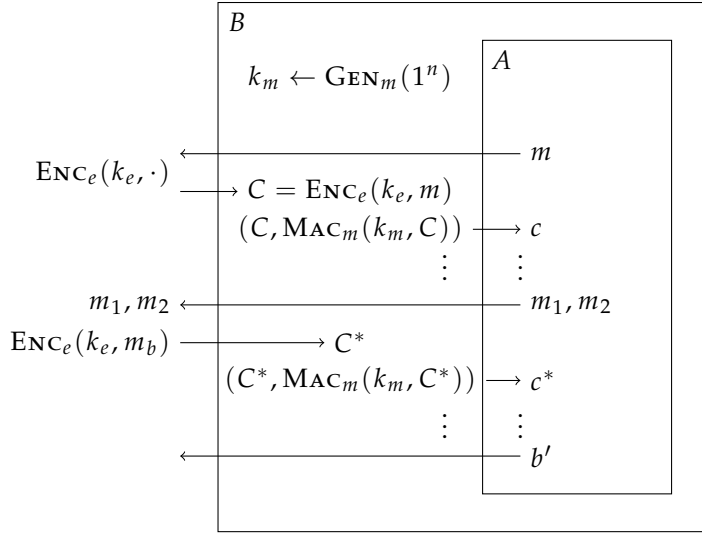 B
A
k_m ← GEN_m(1^n)
m
ENC_e(k_e, ·)
C = ENC_e(k_e, m)
(C, MAC_m(k_m, C))
c
⋮ ⋮
m_1, m_2
m_1, m_2
ENC_e(k_e, m_b)
C*
(C*, MAC_m(k_m, C*))
c*
⋮ ⋮
b′